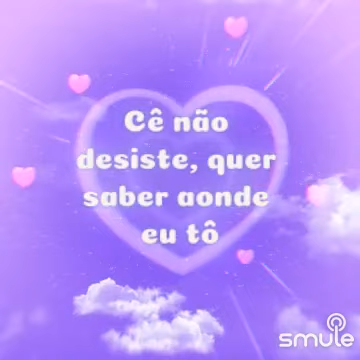 Cê não
desiste, quer
saber aonde
eu tô
smule